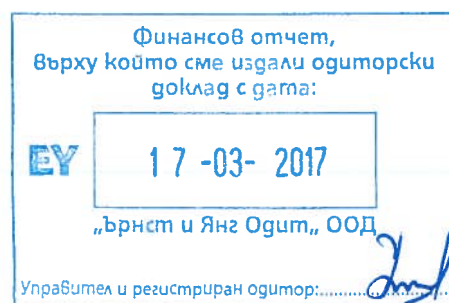 Финансов отчет,
върху който сме издали одиторски
доклад с дата:
EY
17 -03- 2017
„Ърнст и Янг Одит„ ООД
Управител и регистриран одитор: